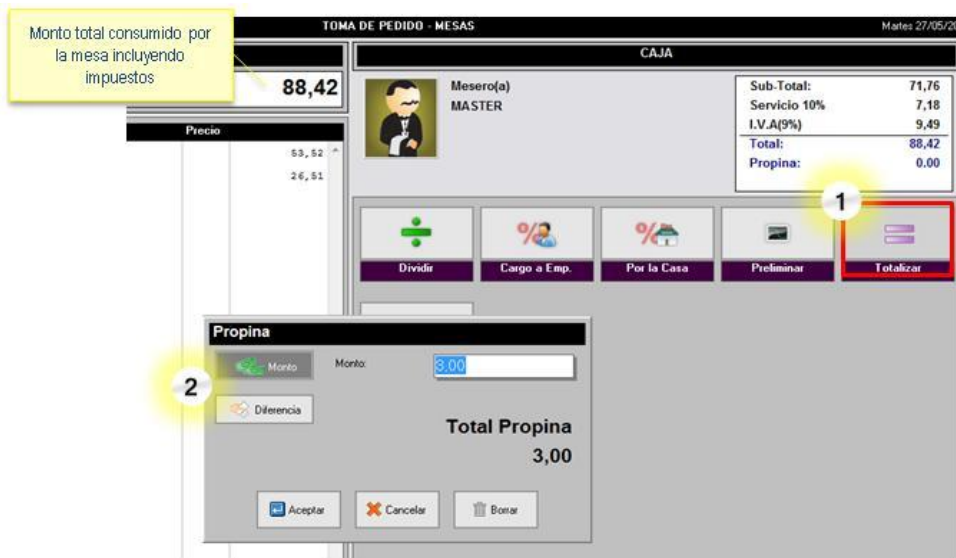 TOMA DE PEDIDO - MESAS
Martes 27/05/20
Monto total consumido por
la mesa incluyendo
impuestos
88,42
CAJA
Mesero(a)
MASTER
Sub-Total: 71,76
Servicio 10% 7,18
I.V.A(9%) 9,49
Total: 88,42
Propina: 0.00
Precio
53,52
26,51
1
Dividir
Cargo a Emp.
Por la Casa
Preliminar
Totalizar
Propina
2
Monto
Monto:
3,00
Diferencia
Total Propina
3,00
Aceptar
Cancelar
Borrar